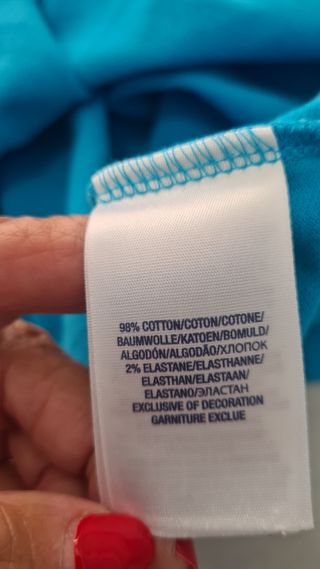 98% COTTON/COTON/COTONE/
BAUMWOLLE/KATOEN/BOMULD/
ALGODÓN/ALGODÃO/ХЛОПОК
2% ELASTANE/ELASTHANNE/
ELASTHAN/ELASTAAN/
ELASTANO/ЭЛАСТАН
EXCLUSIVE OF DECORATION
GARNITURE EXCLUE